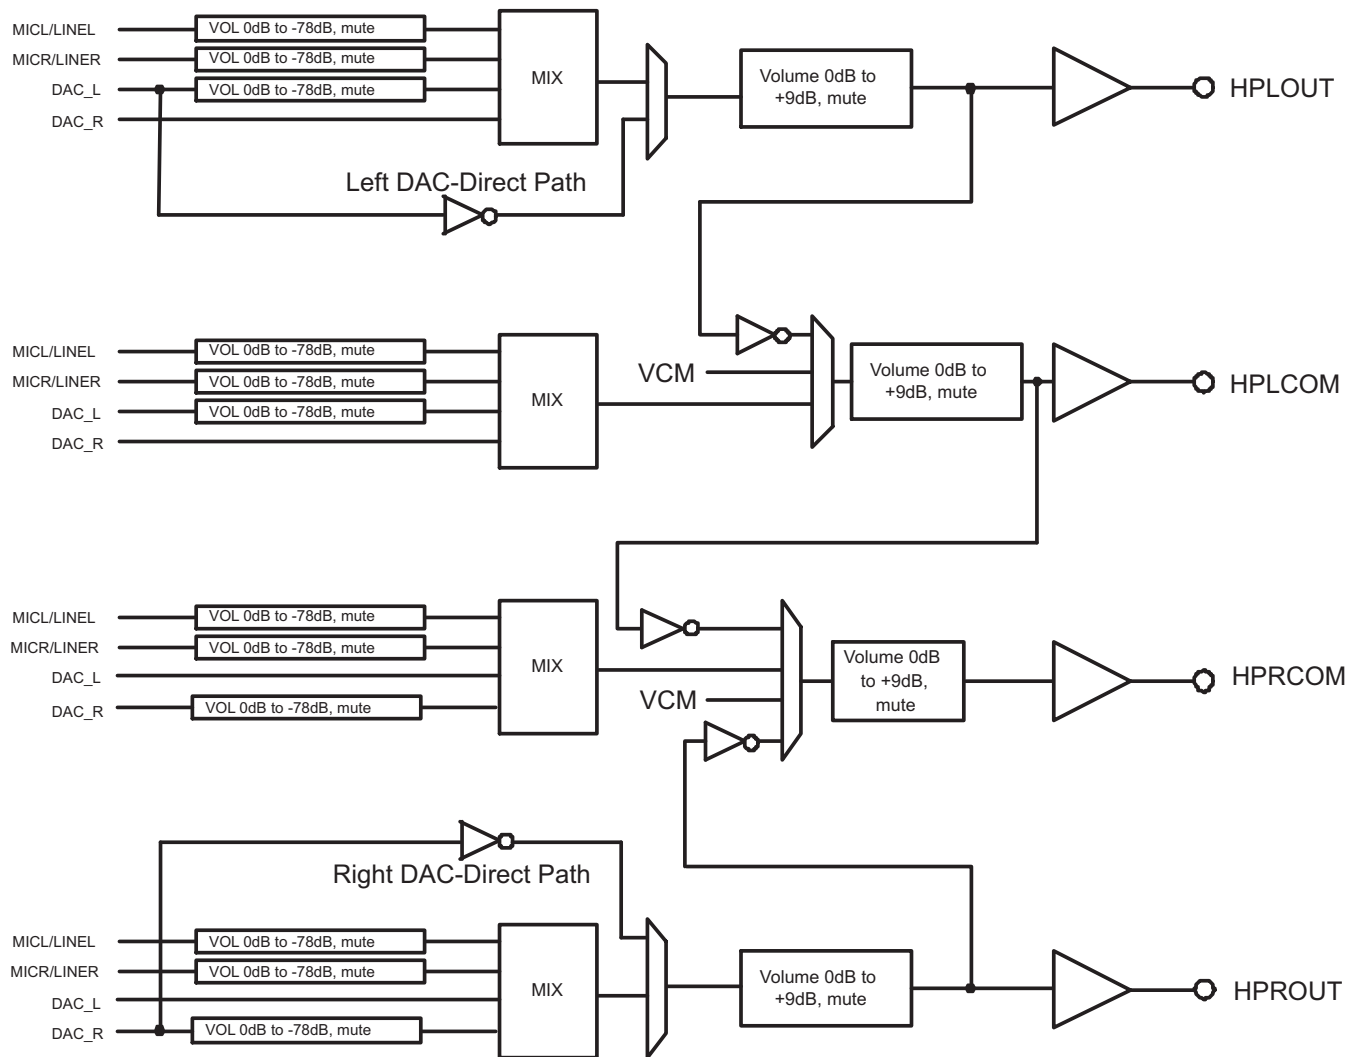 MICL/LINEL
VOL 0dB to -78dB, mute
MICR/LINER
VOL 0dB to -78dB, mute
DAC_L
VOL 0dB to -78dB, mute
DAC_R
MIX
Volume 0dB to
+9dB, mute
HPLOUT
Left DAC-Direct Path
MICL/LINEL
VOL 0dB to -78dB, mute
MICR/LINER
VOL 0dB to -78dB, mute
DAC_L
VOL 0dB to -78dB, mute
DAC_R
MIX
VCM
Volume 0dB to
+9dB, mute
HPLCOM
MICL/LINEL
VOL 0dB to -78dB, mute
MICR/LINER
VOL 0dB to -78dB, mute
DAC_L
DAC_R
VOL 0dB to -78dB, mute
MIX
VCM
Volume 0dB
to +9dB,
mute
HPRCOM
Right DAC-Direct Path
MICL/LINEL
VOL 0dB to -78dB, mute
MICR/LINER
VOL 0dB to -78dB, mute
DAC_L
DAC_R
VOL 0dB to -78dB, mute
MIX
Volume 0dB to
+9dB, mute
HPROUT